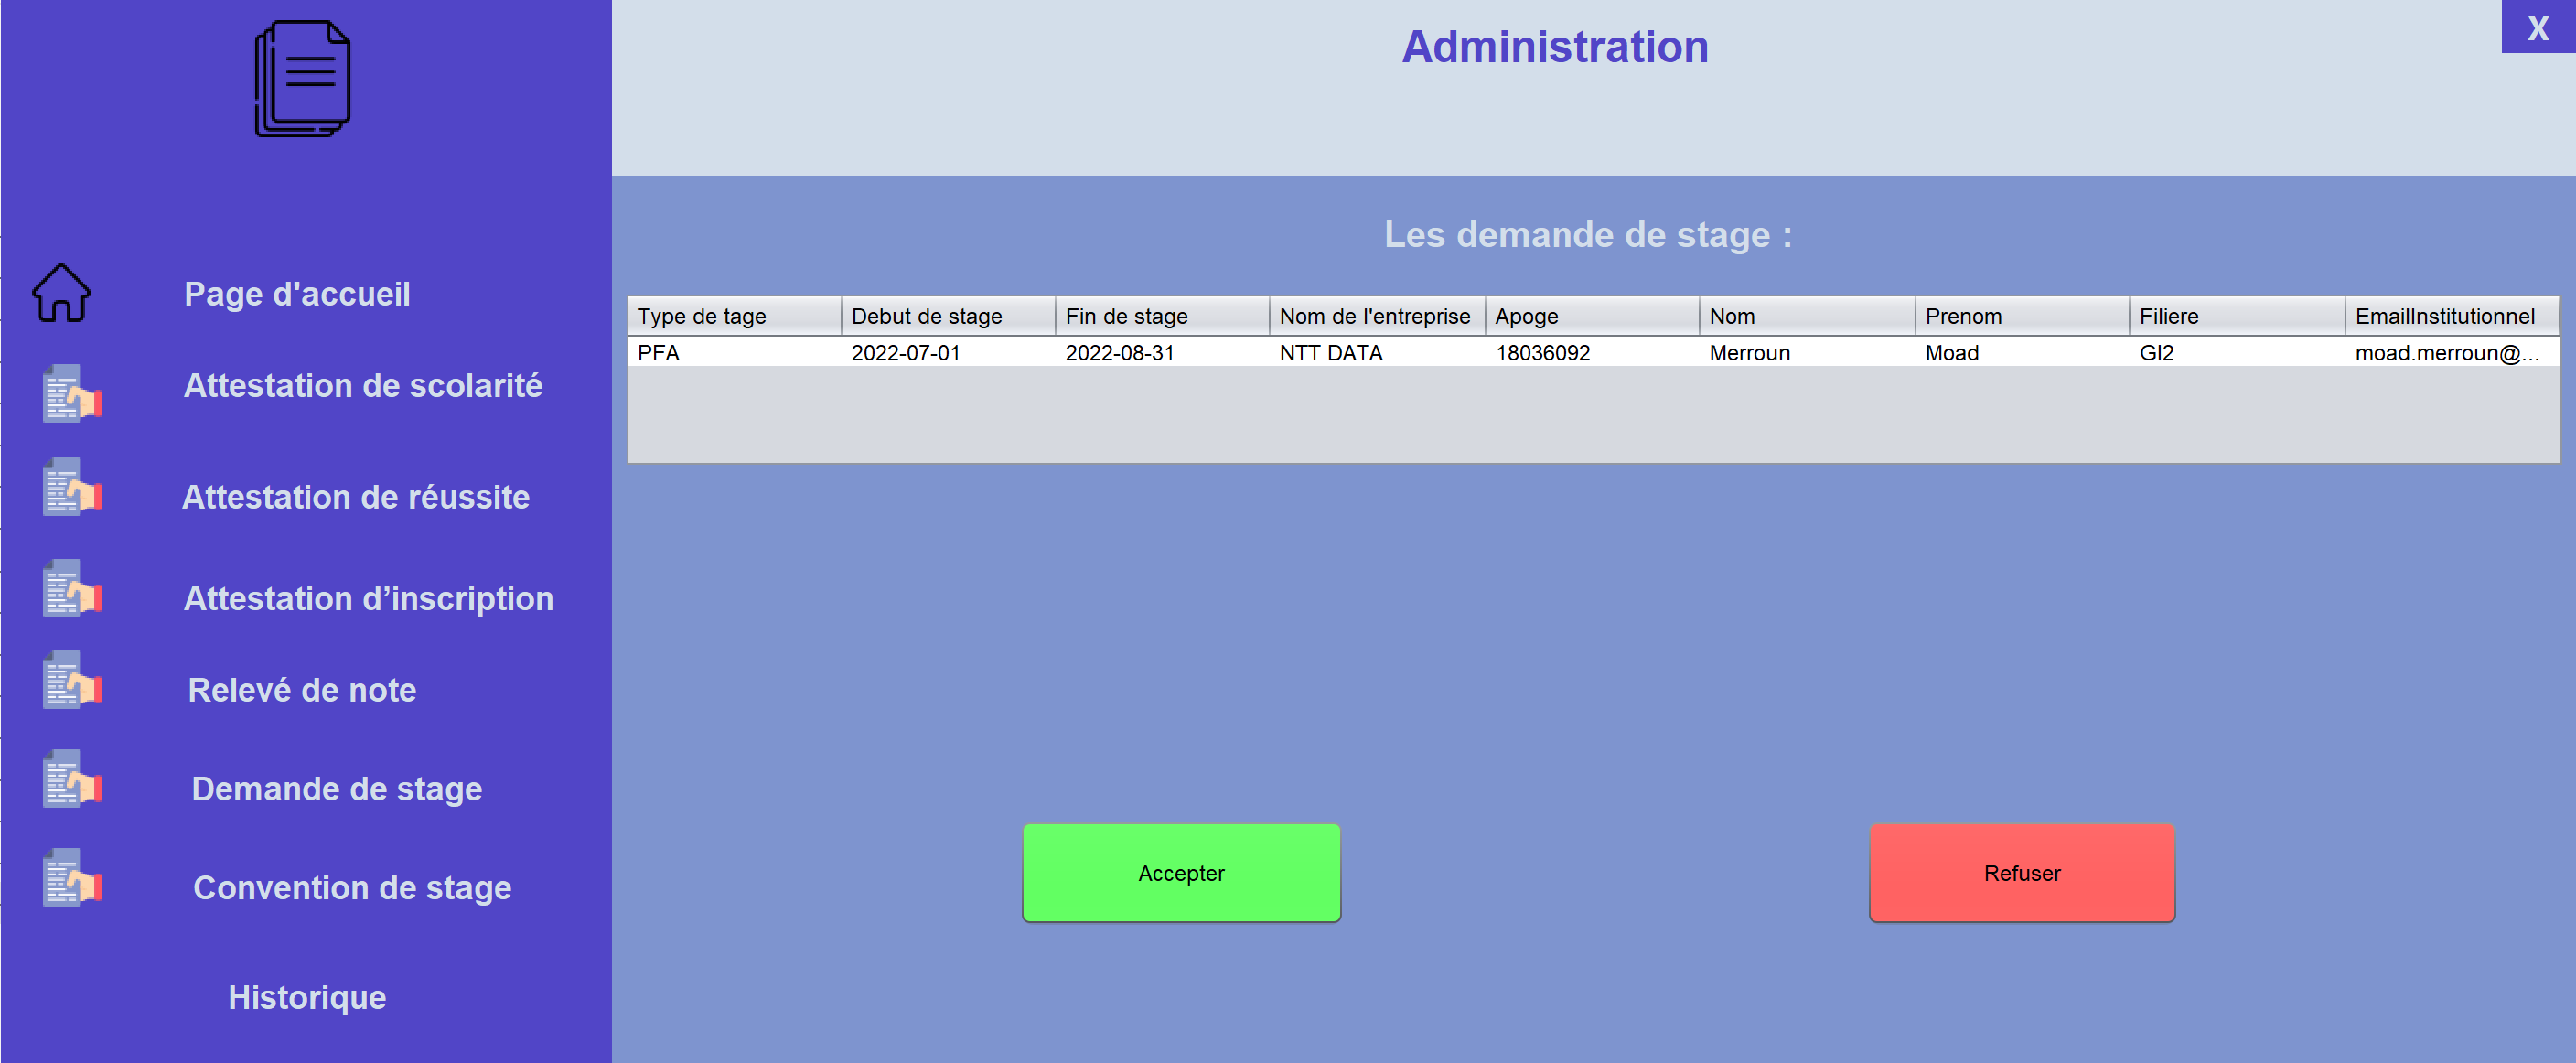 Administration
X
Page d'accueil
Attestation de scolarité
Attestation de réussite
Attestation d’inscription
Relevé de note
Demande de stage
Convention de stage
Historique
Les demande de stage :
Type de tage Debut de stage Fin de stage Nom de l'entreprise Apoge Nom Prenom Filiere EmailInstitutionnel
PFA 2022-07-01 2022-08-31 NTT DATA 18036092 Merroun Moad GI2 moad.merroun@...
Accepter Refuser